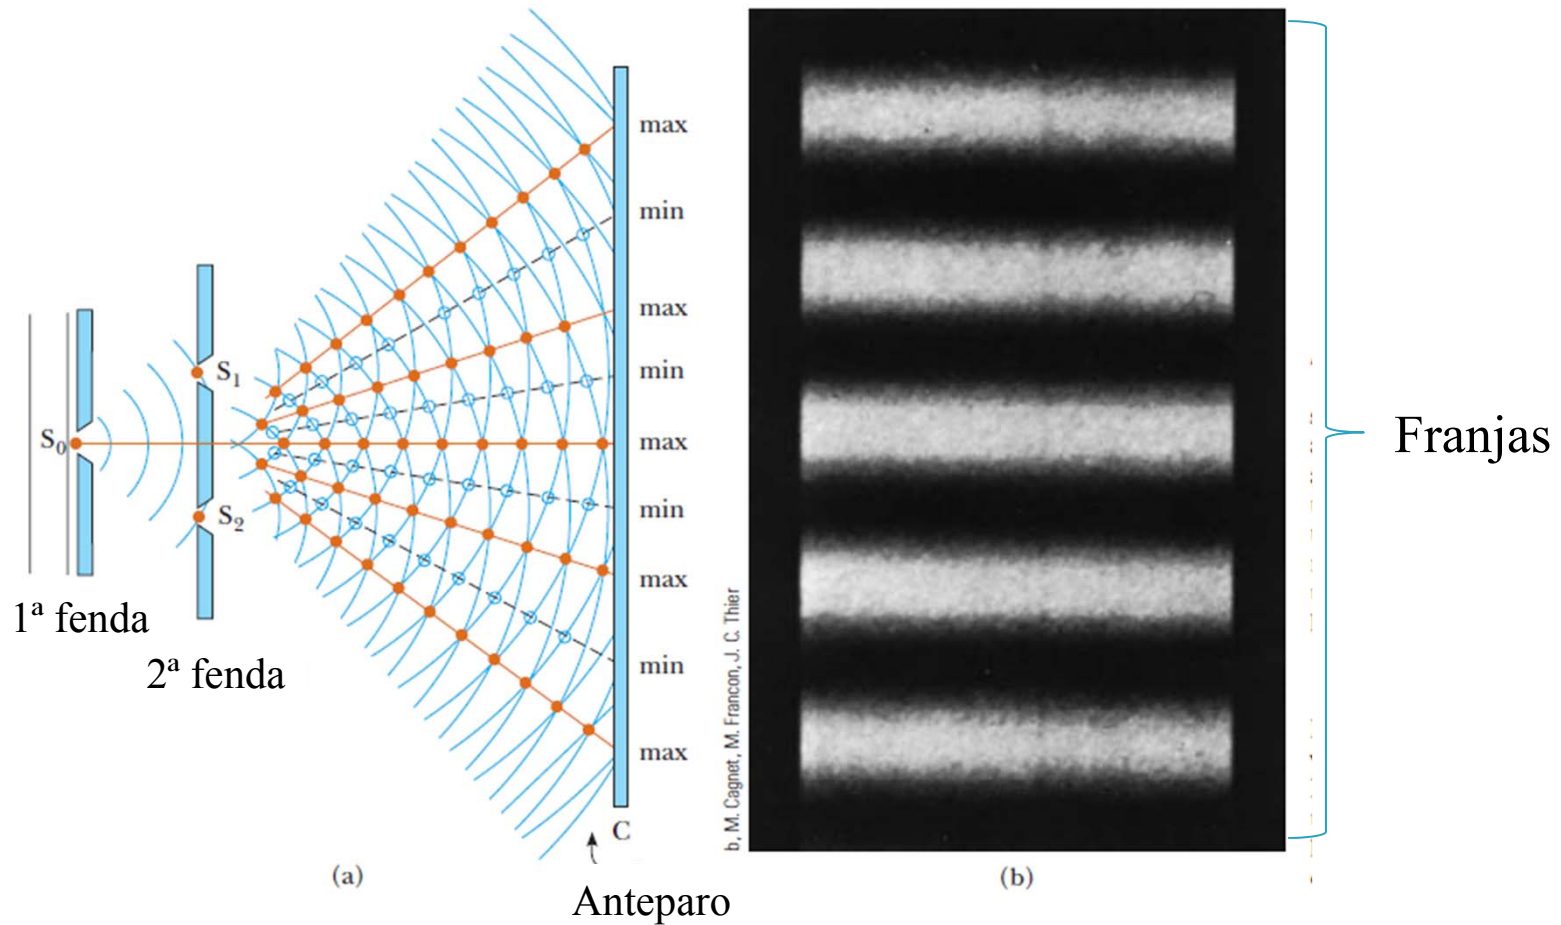 max
min
max
min
S₁
S₀
max
S₂
min
max
min
max
1ª fenda
2ª fenda
C
Anteparo
(a)
b, M. Cagnet, M. Francon, J. C. Thier
(b)
Franjas